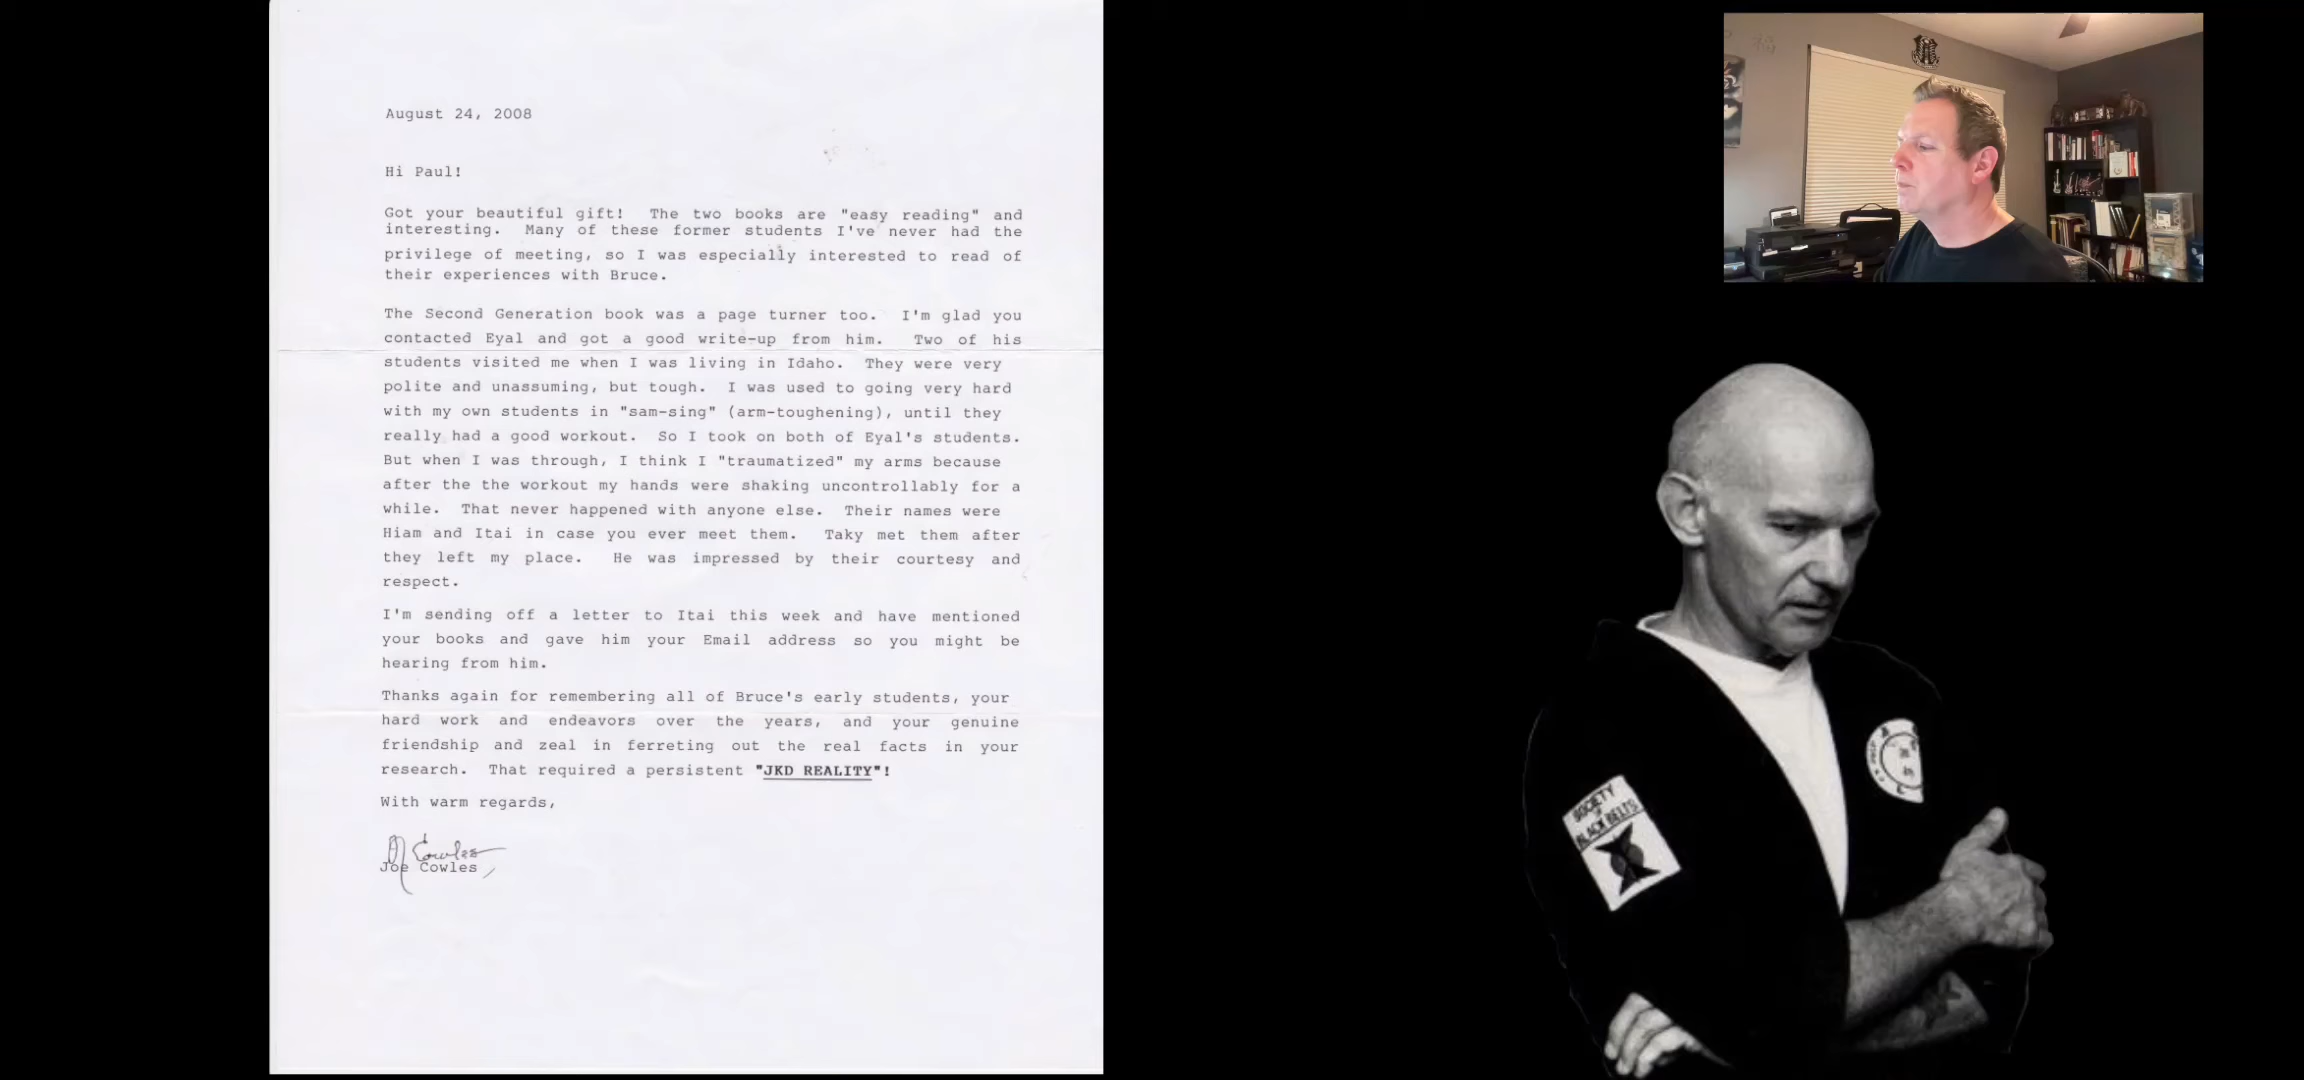 August 24, 2008
Hi Paul!
Got your beautiful gift! The two books are "easy reading" and
interesting. Many of these former students I've never had the
privilege of meeting, so I was especially interested to read of
their experiences with Bruce.
The Second Generation book was a page turner too. I'm glad you
contacted Eyal and got a good write-up from him. Two of his
students visited me when I was living in Idaho. They were very
polite and unassuming, but tough. I was used to going very hard
with my own students in "sam-sing" (arm-toughening), until they
really had a good workout. So I took on both of Eyal's students.
But when I was through, I think I "traumatized" my arms because
after the the workout my hands were shaking uncontrollably for a
while. That never happened with anyone else. Their names were
Hiam and Itai in case you ever meet them. Taky met them after
they left my place. He was impressed by their courtesy and
respect.
I'm sending off a letter to Itai this week and have mentioned
your books and gave him your Email address so you might be
hearing from him.
Thanks again for remembering all of Bruce's early students, your
hard work and endeavors over the years, and your genuine
friendship and zeal in ferreting out the real facts in your
research. That required a persistent "JKD REALITY"!
With warm regards,
J Cowles
Joe Cowles
SOCIETY
OF
BLACK BELTS